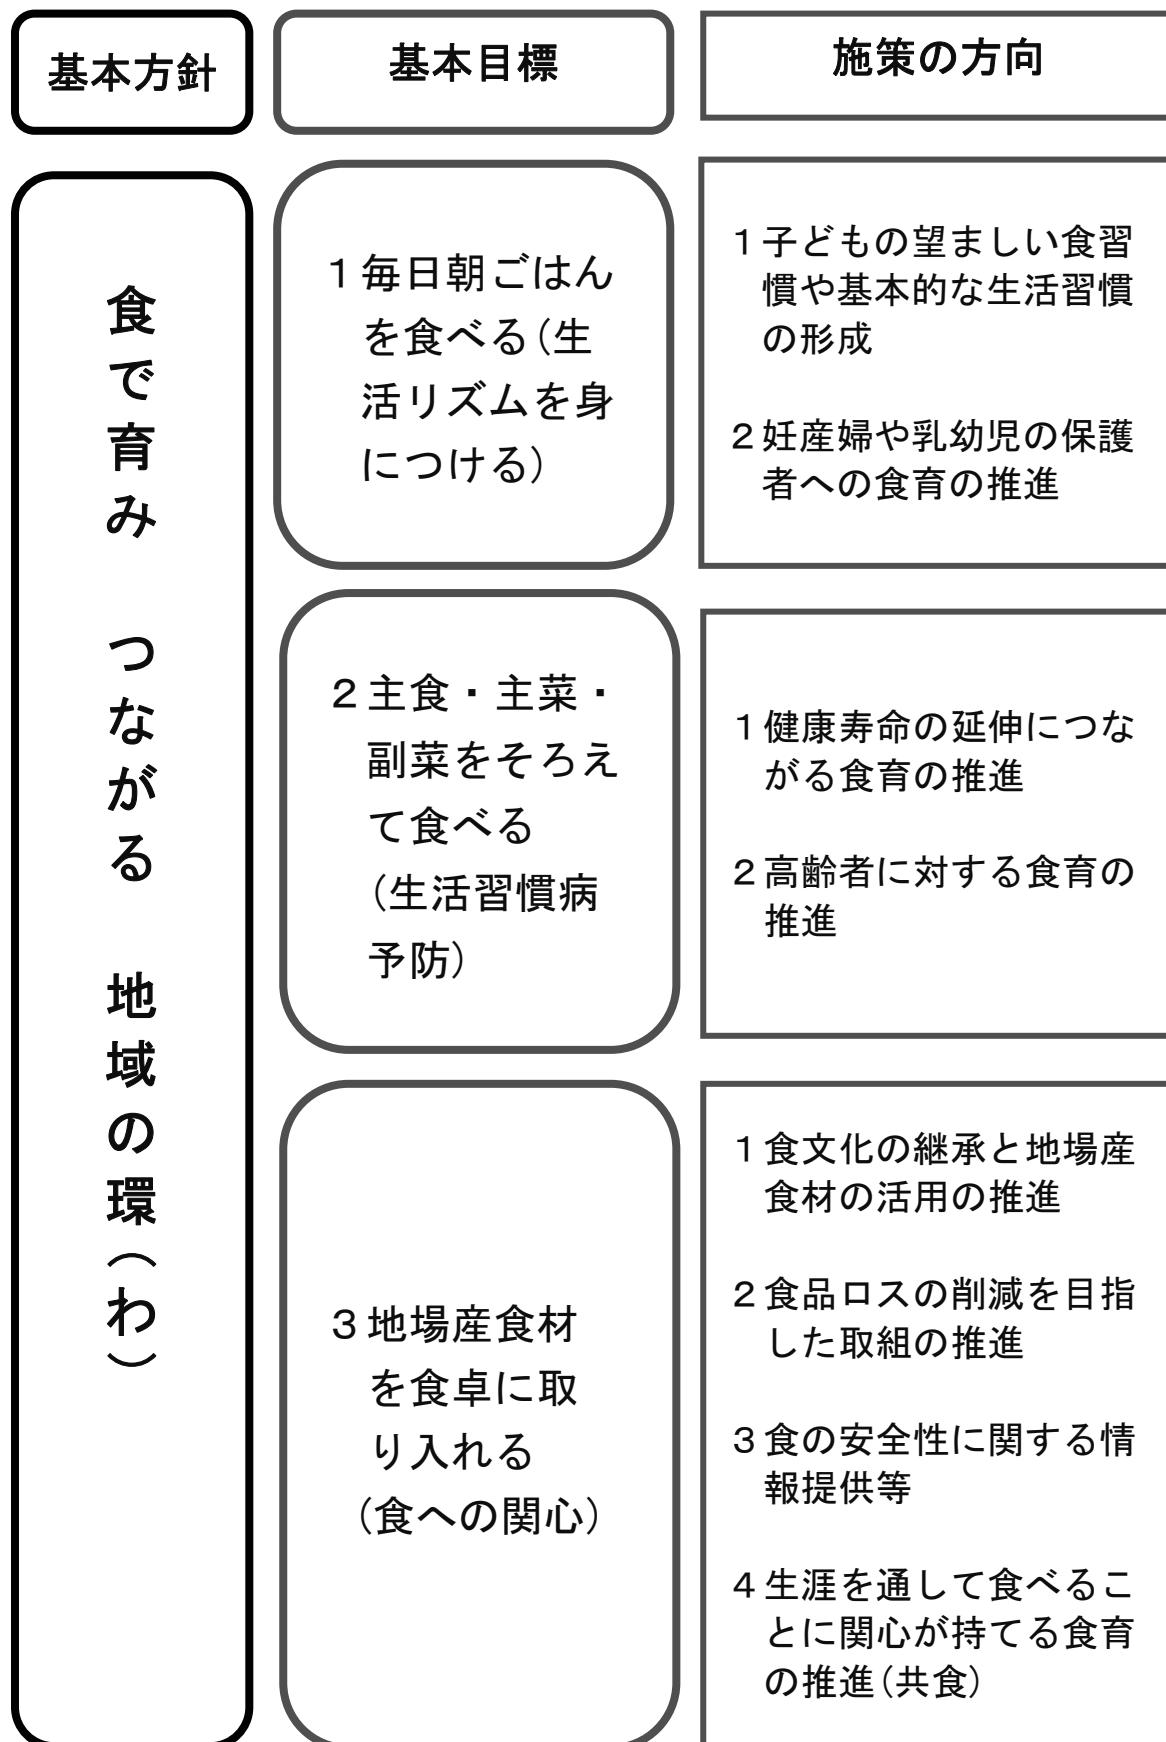 基本方針
基本目標
施策の方向
食で育み　つながる　地域の環（わ）
1 毎日朝ごはん
を食べる(生
活リズムを身
につける)
1 子どもの望ましい食習
慣や基本的な生活習慣
の形成
2 妊産婦や乳幼児の保護
者への食育の推進
2 主食・主菜・
副菜をそろえ
て食べる
(生活習慣病
予防)
1 健康寿命の延伸につな
がる食育の推進
2 高齢者に対する食育の
推進
3 地場産食材
を食卓に取
り入れる
(食への関心)
1 食文化の継承と地場産
食材の活用の推進
2 食品ロスの削減を目指
した取組の推進
3 食の安全性に関する情
報提供等
4 生涯を通して食べるこ
とに関心が持てる食育
の推進(共食)